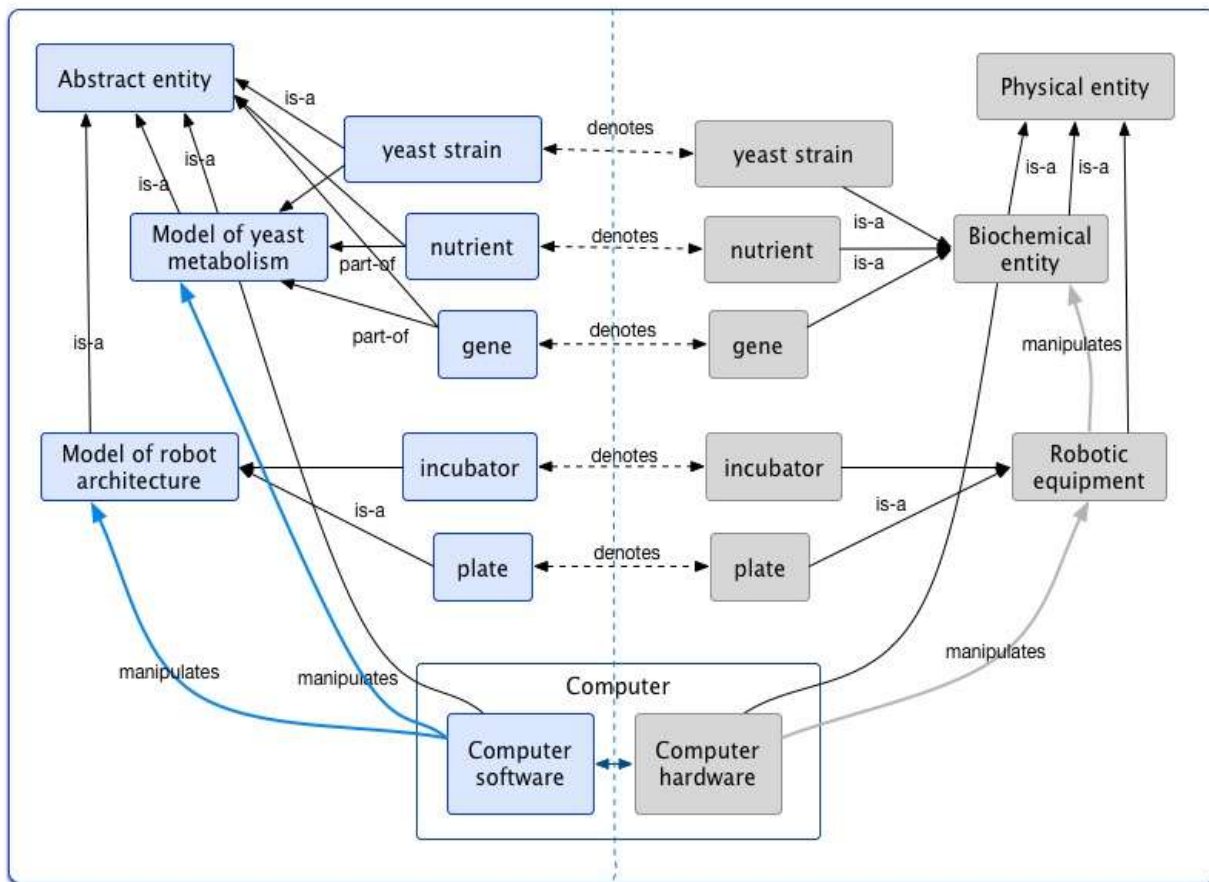 Abstract entity
Physical entity
is-a
denotes
yeast strain
yeast strain
is-a
is-a
is-a
is-a
Model of yeast
metabolism
nutrient
denotes
nutrient
is-a
Biochemical
entity
part-of
is-a
part-of
gene
denotes
gene
is-a
manipulates
Model of robot
architecture
incubator
denotes
incubator
Robotic
equipment
is-a
is-a
plate
denotes
plate
manipulates
manipulates
manipulates
Computer
Computer
software
Computer
hardware